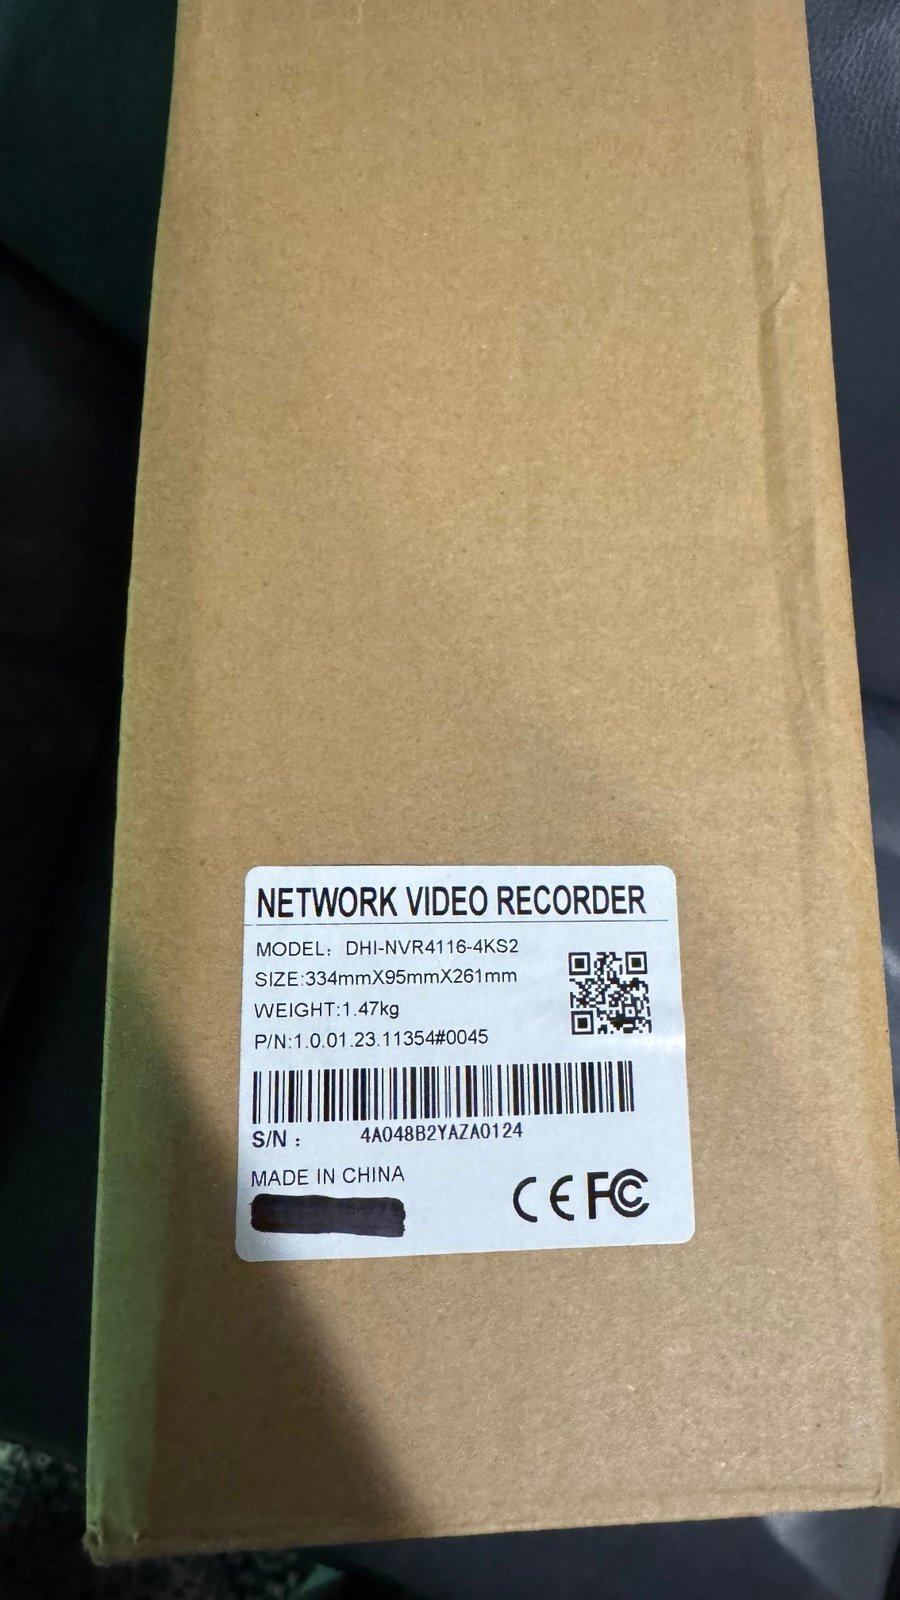 NETWORK VIDEO RECORDER
MODEL: DHI-NVR4116-4KS2
SIZE:334mmX95mmX261mm
WEIGHT:1.47kg
P/N:1.0.01.23.11354#0045
S/N : 4A048B2YAZA0124
MADE IN CHINA
CE FC